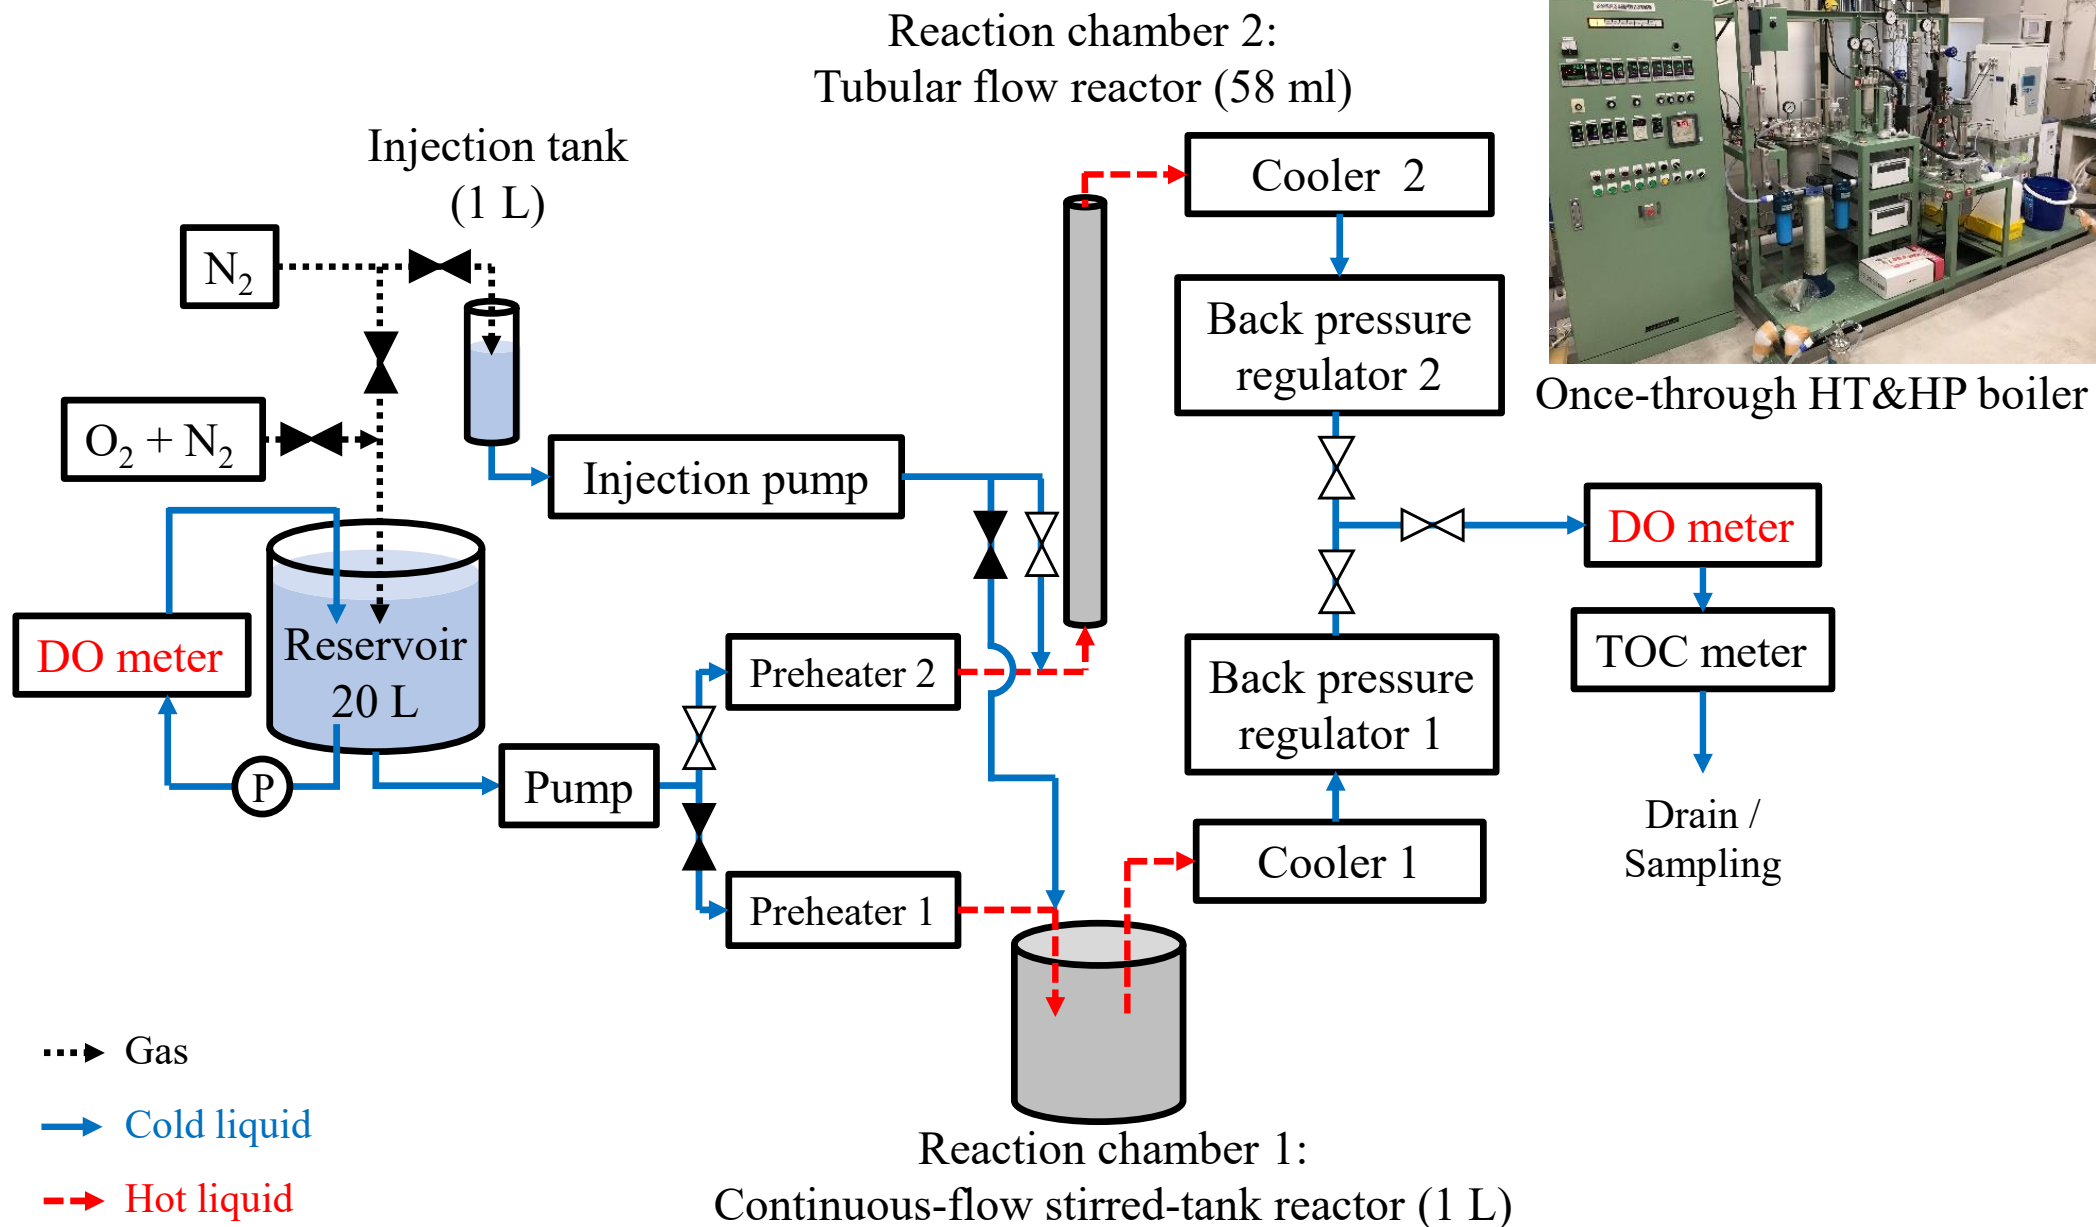 Reaction chamber 2:
Tubular flow reactor (58 ml)
Injection tank
(1 L)
N₂
O₂ + N₂
Cooler 2
Back pressure
regulator 2
Once-through HT&HP boiler
Injection pump
DO meter
DO meter
Reservoir
20 L
Preheater 2
TOC meter
Back pressure
regulator 1
P
Pump
Drain /
Sampling
Cooler 1
Preheater 1
Gas
Cold liquid
Hot liquid
Reaction chamber 1:
Continuous-flow stirred-tank reactor (1 L)